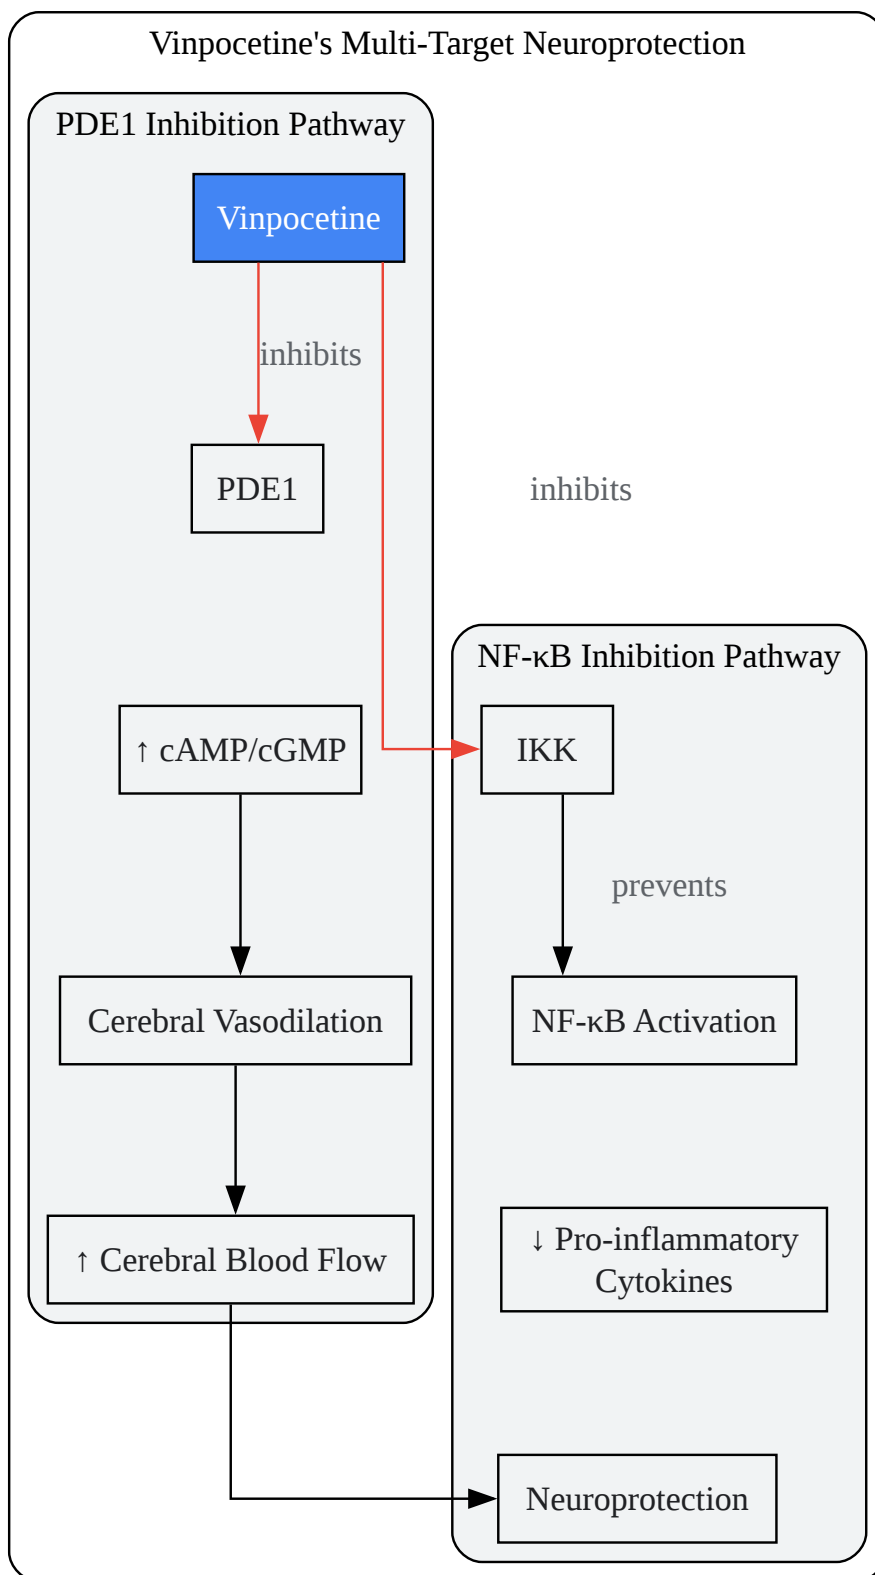 Vinpocetine's Multi-Target Neuroprotection
PDE1 Inhibition Pathway
Vinpocetine
inhibits
PDE1
inhibits
NF-κB Inhibition Pathway
↑ cAMP/cGMP
IKK
prevents
Cerebral Vasodilation
NF-κB Activation
↑ Cerebral Blood Flow
↓ Pro-inflammatory
Cytokines
Neuroprotection